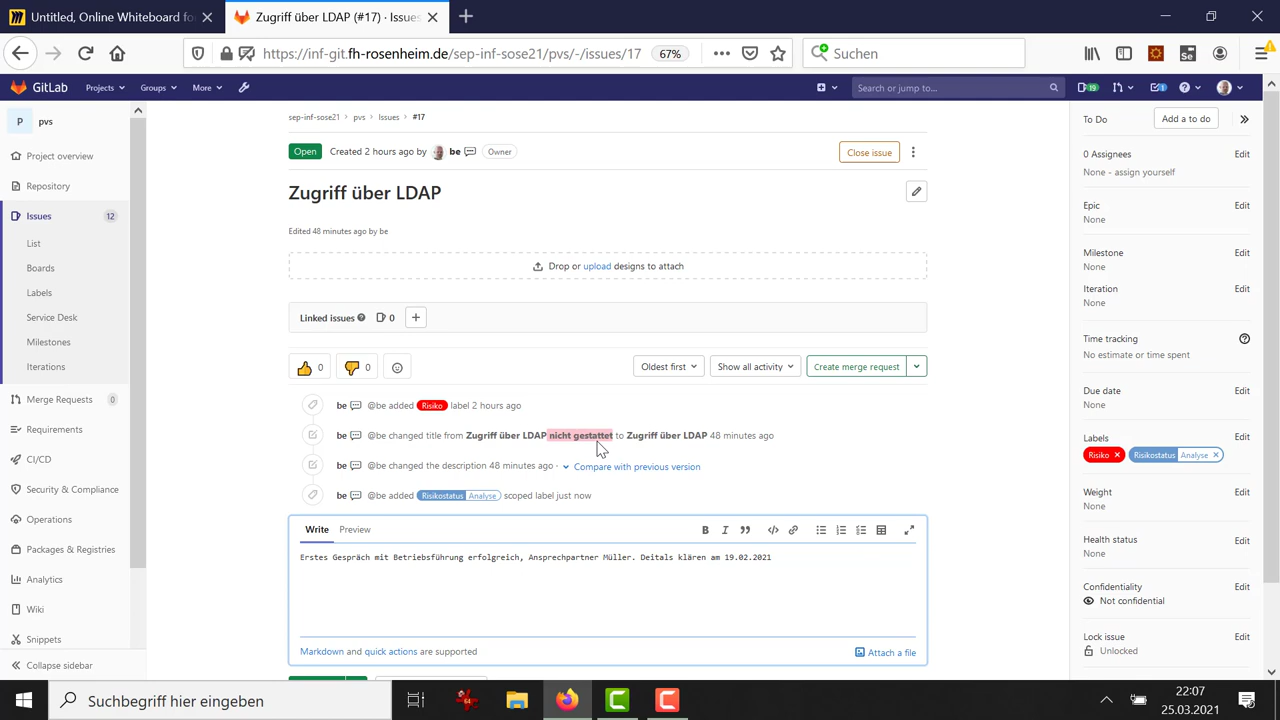 Untitled, Online Whiteboard fo
Zugriff über LDAP (#17) · Issues
https://inf-git.fh-rosenheim.de/sep-inf-sose21/pvs/-/issues/17
67%
Suchen
GitLab
Projects
Groups
More
Search or jump to...
19
1
P
pvs
Project overview
Repository
Issues
12
List
Boards
Labels
Service Desk
Milestones
Iterations
Merge Requests
0
Requirements
CI/CD
Security & Compliance
Operations
Packages & Registries
Analytics
Wiki
Snippets
Collapse sidebar
sep-inf-sose21 › pvs › Issues › #17
Open
Created 2 hours ago by be
Owner
Close issue
Zugriff über LDAP
Edited 48 minutes ago by be
Drop or upload designs to attach
Linked issues
0
0
0
Oldest first
Show all activity
Create merge request
be @be added Risiko label 2 hours ago
be @be changed title from Zugriff über LDAP nicht gestattet to Zugriff über LDAP 48 minutes ago
be @be changed the description 48 minutes ago · Compare with previous version
be @be added Risikostatus Analyse scoped label just now
Write
Preview
Erstes Gespräch mit Betriebsführung erfolgreich, Ansprechpartner Müller. Deitals klären am 19.02.2021
Markdown and quick actions are supported
Attach a file
To Do
Add a to do
0 Assignees
Edit
None - assign yourself
Epic
Edit
None
Milestone
Edit
None
Iteration
Edit
None
Time tracking
No estimate or time spent
Due date
Edit
None
Labels
Edit
Risiko
Risikostatus Analyse
Weight
Edit
None
Health status
Edit
None
Confidentiality
Edit
Not confidential
Lock issue
Edit
Unlocked
Suchbegriff hier eingeben
22:07
25.03.2021